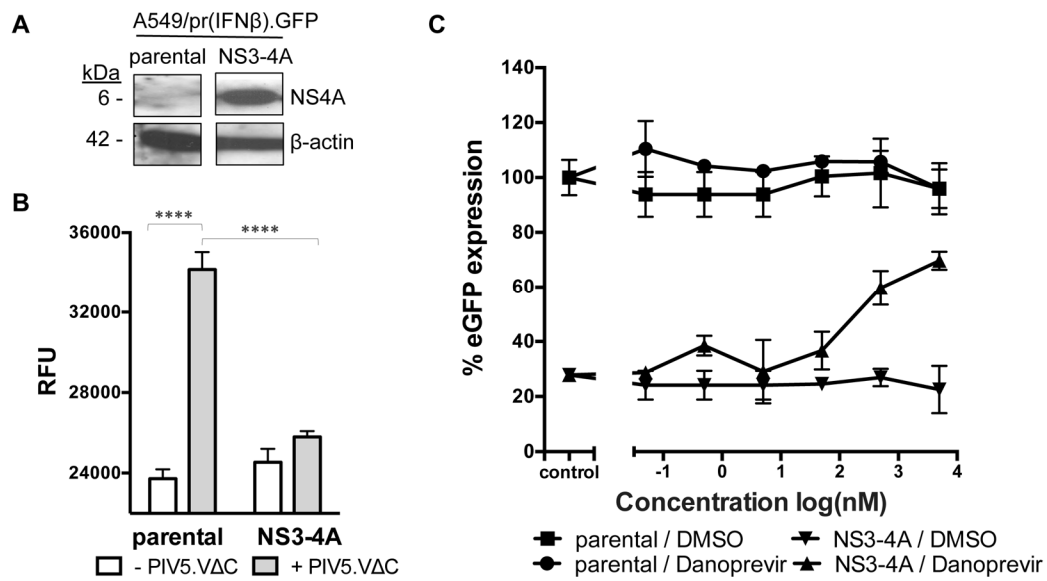 A
A549/pr(IFNβ).GFP
parental NS3-4A
kDa
6 - NS4A
42 - β-actin
B
**** ****
36000
32000
28000
24000
RFU
parental NS3-4A
- PIV5.VΔC + PIV5.VΔC
C
140
120
100
80
60
40
20
0
% eGFP expression
control -1 0 1 2 3 4
Concentration log(nM)
parental / DMSO NS3-4A / DMSO
parental / Danoprevir NS3-4A / Danoprevir